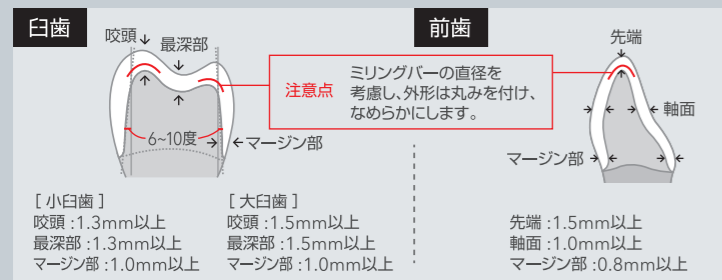 臼歯
咬頭
最深部
6~10度
マージン部
注意点
ミリングバーの直径を
考慮し、外形は丸みを付け、
なめらかにします。
前歯
先端
軸面
マージン部
[ 小臼歯 ]
咬頭 :1.3mm以上
最深部 :1.3mm以上
マージン部 :1.0mm以上
[ 大臼歯 ]
咬頭 :1.5mm以上
最深部 :1.5mm以上
マージン部 :1.0mm以上
先端 :1.5mm以上
軸面 :1.0mm以上
マージン部 :0.8mm以上